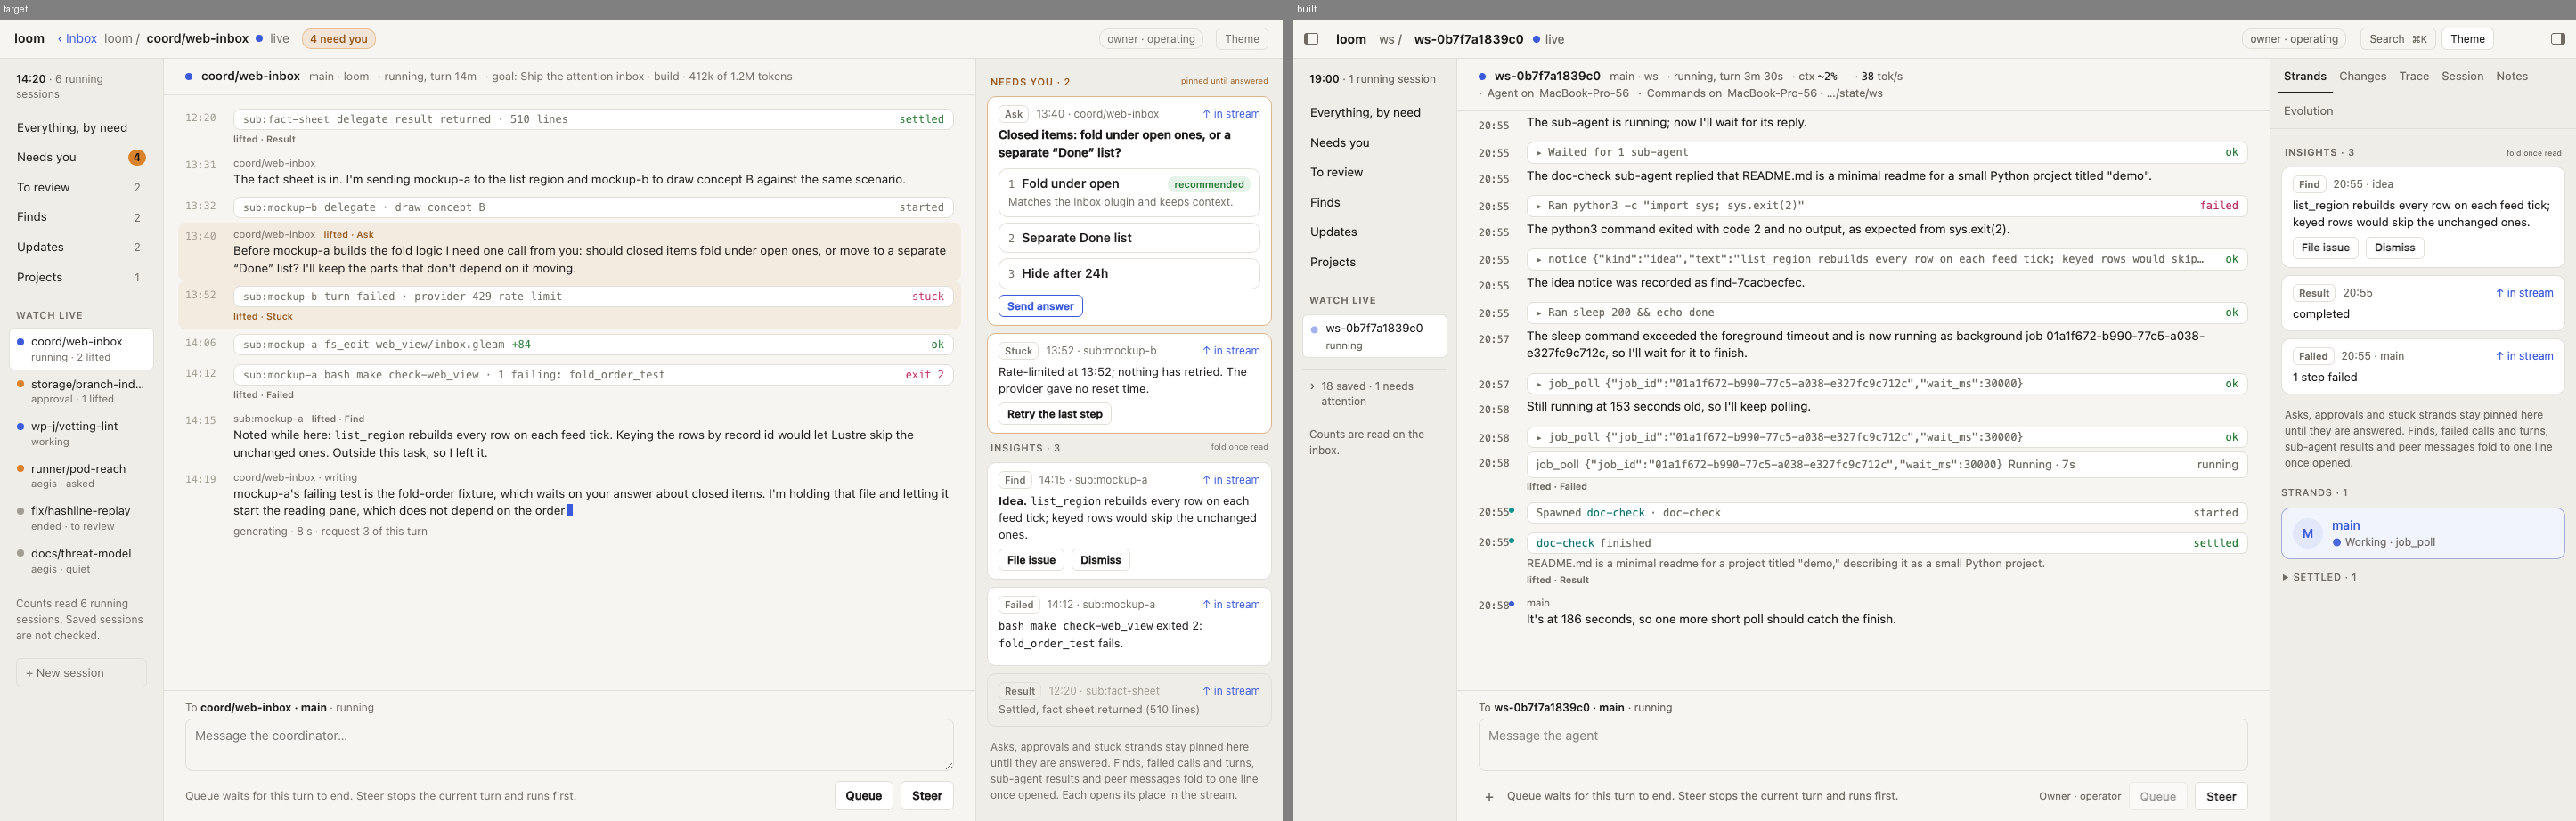 target
loom ‹ Inbox loom / coord/web-inbox live 4 need you owner · operating Theme
14:20 · 6 running
sessions
Everything, by need
Needs you 4
To review 2
Finds 2
Updates 2
Projects 1
WATCH LIVE
coord/web-inbox
running · 2 lifted
storage/branch-ind…
approval · 1 lifted
wp-j/vetting-lint
working
runner/pod-reach
aegis · asked
fix/hashline-replay
ended · to review
docs/threat-model
aegis · quiet
Counts read 6 running
sessions. Saved sessions
are not checked.
+ New session
coord/web-inbox main · loom · running, turn 14m · goal: Ship the attention inbox · build · 412k of 1.2M tokens
12:20 sub:fact-sheet delegate result returned · 510 lines settled
lifted · Result
13:31 coord/web-inbox
The fact sheet is in. I'm sending mockup-a to the list region and mockup-b to draw concept B against the same scenario.
13:32 sub:mockup-b delegate · draw concept B started
13:40 coord/web-inbox lifted · Ask
Before mockup-a builds the fold logic I need one call from you: should closed items fold under open ones, or move to a separate
“Done” list? I'll keep the parts that don't depend on it moving.
13:52 sub:mockup-b turn failed · provider 429 rate limit stuck
lifted · Stuck
14:06 sub:mockup-a fs_edit web_view/inbox.gleam +84 ok
14:12 sub:mockup-a bash make check-web_view · 1 failing: fold_order_test exit 2
lifted · Failed
14:15 sub:mockup-a lifted · Find
Noted while here: list_region rebuilds every row on each feed tick. Keying the rows by record id would let Lustre skip the
unchanged ones. Outside this task, so I left it.
14:19 coord/web-inbox · writing
mockup-a's failing test is the fold-order fixture, which waits on your answer about closed items. I'm holding that file and letting it
start the reading pane, which does not depend on the order
generating · 8 s · request 3 of this turn
To coord/web-inbox · main · running
Message the coordinator…
Queue waits for this turn to end. Steer stops the current turn and runs first. Queue Steer
NEEDS YOU · 2 pinned until answered
Ask 13:40 · coord/web-inbox ↑ in stream
Closed items: fold under open ones, or a
separate “Done” list?
1 Fold under open recommended
Matches the Inbox plugin and keeps context.
2 Separate Done list
3 Hide after 24h
Send answer
Stuck 13:52 · sub:mockup-b ↑ in stream
Rate-limited at 13:52; nothing has retried. The
provider gave no reset time.
Retry the last step
INSIGHTS · 3 fold once read
Find 14:15 · sub:mockup-a ↑ in stream
Idea. list_region rebuilds every row on each
feed tick; keyed rows would skip the unchanged
ones.
File issue Dismiss
Failed 14:12 · sub:mockup-a ↑ in stream
bash make check-web_view exited 2:
fold_order_test fails.
Result 12:20 · sub:fact-sheet ↑ in stream
Settled, fact sheet returned (510 lines)
Asks, approvals and stuck strands stay pinned here
until they are answered. Finds, failed calls and turns,
sub-agent results and peer messages fold to one line
once opened. Each opens its place in the stream.
built
loom ws / ws-0b7f7a1839c0 live owner · operating Search ⌘K Theme
19:00 · 1 running session
Everything, by need
Needs you
To review
Finds
Updates
Projects
WATCH LIVE
ws-0b7f7a1839c0
running
› 18 saved · 1 needs
attention
Counts are read on the
inbox.
ws-0b7f7a1839c0 main · ws · running, turn 3m 30s · ctx ~2% · 38 tok/s
· Agent on MacBook-Pro-56 · Commands on MacBook-Pro-56 · …/state/ws
20:55 The sub-agent is running; now I'll wait for its reply.
20:55 ▸ Waited for 1 sub-agent ok
20:55 The doc-check sub-agent replied that README.md is a minimal readme for a small Python project titled "demo".
20:55 ▸ Ran python3 -c "import sys; sys.exit(2)" failed
20:55 The python3 command exited with code 2 and no output, as expected from sys.exit(2).
20:55 ▸ notice {"kind":"idea","text":"list_region rebuilds every row on each feed tick; keyed rows would skip… ok
20:55 The idea notice was recorded as find-7cacbecfec.
20:55 ▸ Ran sleep 200 && echo done ok
20:57 The sleep command exceeded the foreground timeout and is now running as background job 01a1f672-b990-77c5-a038-
e327fc9c712c, so I'll wait for it to finish.
20:57 ▸ job_poll {"job_id":"01a1f672-b990-77c5-a038-e327fc9c712c","wait_ms":30000} ok
20:58 Still running at 153 seconds old, so I'll keep polling.
20:58 ▸ job_poll {"job_id":"01a1f672-b990-77c5-a038-e327fc9c712c","wait_ms":30000} ok
20:58 job_poll {"job_id":"01a1f672-b990-77c5-a038-e327fc9c712c","wait_ms":30000} Running · 7s running
lifted · Failed
20:55 Spawned doc-check · doc-check started
20:55 doc-check finished settled
README.md is a minimal readme for a project titled "demo," describing it as a small Python project.
lifted · Result
20:58 main
It's at 186 seconds, so one more short poll should catch the finish.
To ws-0b7f7a1839c0 · main · running
Message the agent
+ Queue waits for this turn to end. Steer stops the current turn and runs first. Owner · operator Queue Steer
Strands Changes Trace Session Notes
Evolution
INSIGHTS · 3 fold once read
Find 20:55 · idea
list_region rebuilds every row on each feed tick;
keyed rows would skip the unchanged ones.
File issue Dismiss
Result 20:55 ↑ in stream
completed
Failed 20:55 · main ↑ in stream
1 step failed
Asks, approvals and stuck strands stay pinned here
until they are answered. Finds, failed calls and turns,
sub-agent results and peer messages fold to one line
once opened.
STRANDS · 1
M main
Working · job_poll
▸ SETTLED · 1